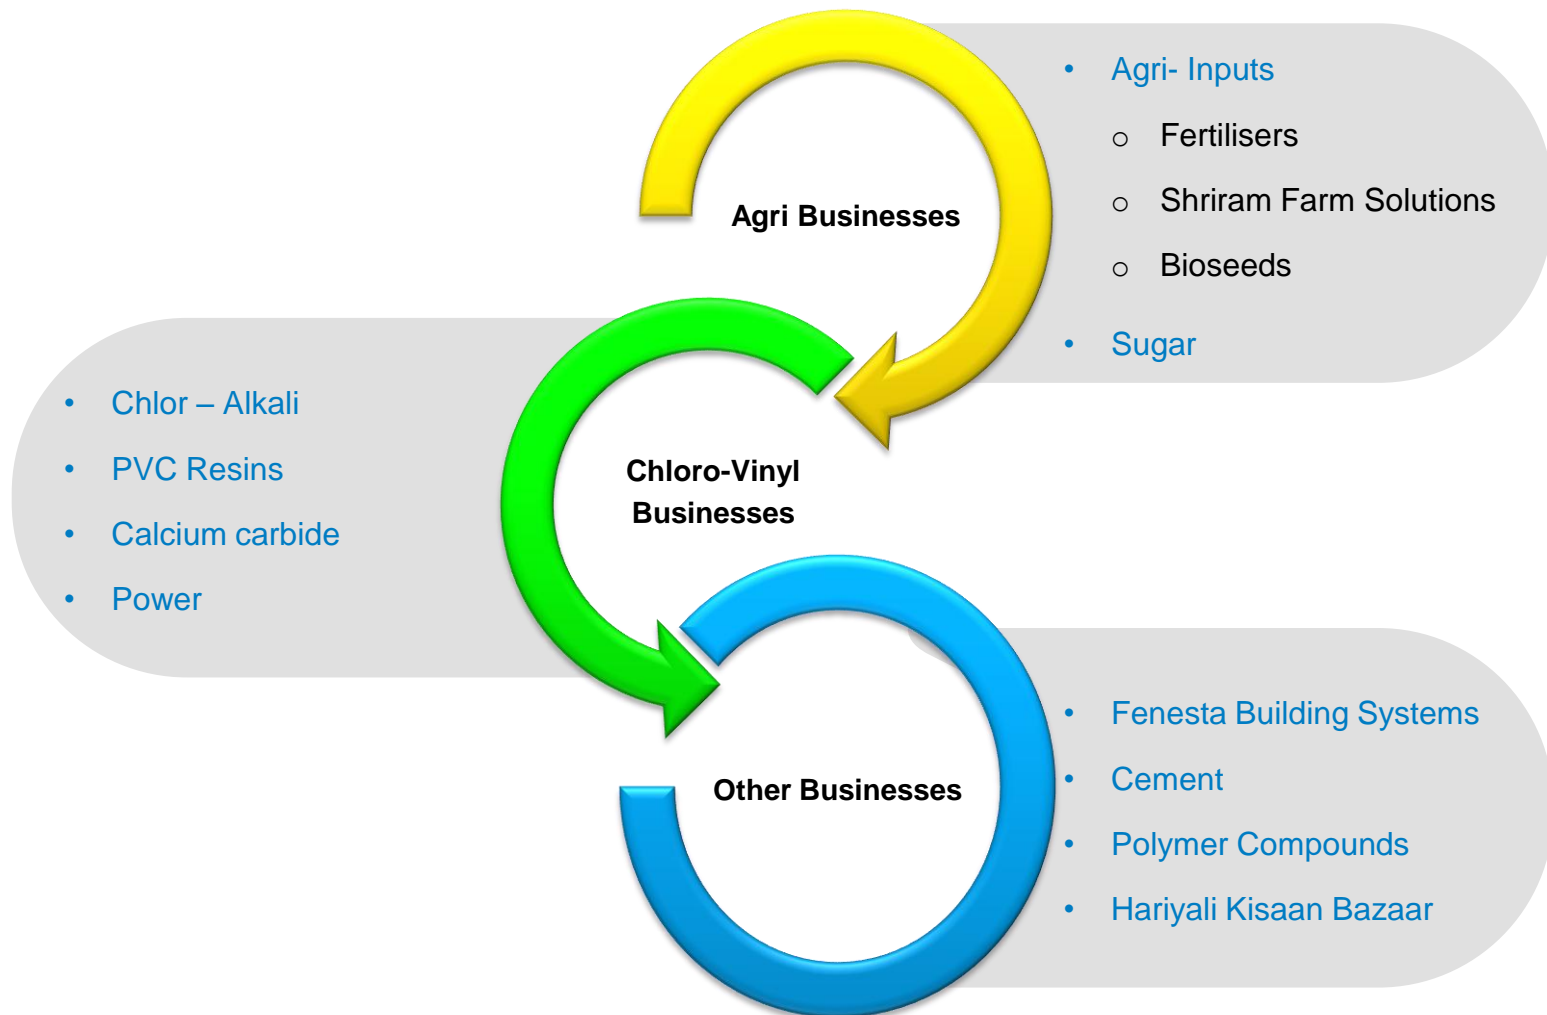 Agri Businesses
• Agri- Inputs
o Fertilisers
o Shriram Farm Solutions
o Bioseeds
• Sugar
Chloro-Vinyl
Businesses
• Chlor – Alkali
• PVC Resins
• Calcium carbide
• Power
Other Businesses
• Fenesta Building Systems
• Cement
• Polymer Compounds
• Hariyali Kisaan Bazaar